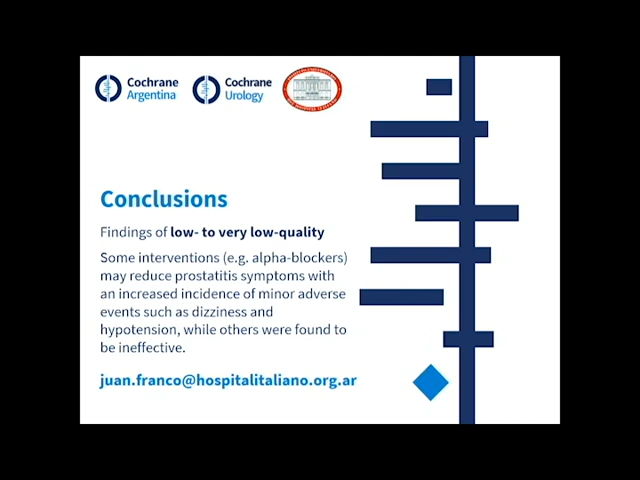 Cochrane
Argentina
Cochrane
Urology
Conclusions
Findings of low- to very low-quality
Some interventions (e.g. alpha-blockers)
may reduce prostatitis symptoms with
an increased incidence of minor adverse
events such as dizziness and
hypotension, while others were found to
be ineffective.
juan.franco@hospitalitaliano.org.ar